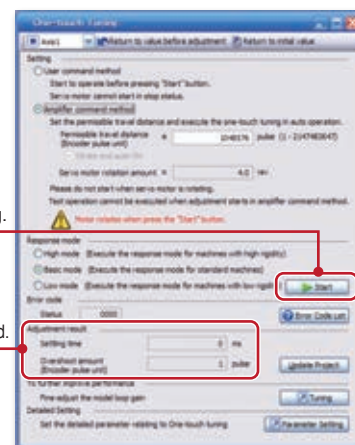 One-touch Tuning
Axis1 Return to value before adjustment Return to initial value
Setting
User command method
Start to operate before pressing "Start" button.
Servo motor cannot start in stop status.
Amplifier command method
Set the permissible travel distance and execute the one-touch tuning in auto operation.
Permissible travel distance
(Encoder pulse unit)
1048576 pulse (1 - 2147483647)
Servo motor rotation amount = 4.0 rev
Please do not start when servo motor is rotating.
Test operation cannot be executed when adjustment starts in amplifier command method.
Motor rotates when press the "Start" button.
g.
Response mode
High mode (Execute the response mode for machines with high rigidity)
Basic mode (Execute the response mode for standard machines)
Low mode (Execute the response mode for machines with low rigidity)
Start
Error code
Status 0000 Error Code List
d.
Adjustment result
Settling time 0 ms
Overshoot amount
(Encoder pulse unit)
1 pulse Update Project
To further improve performance
Fine-adjust the model loop gain Tuning
Detailed Setting
Set the detailed parameter relating to One-touch tuning Parameter Setting